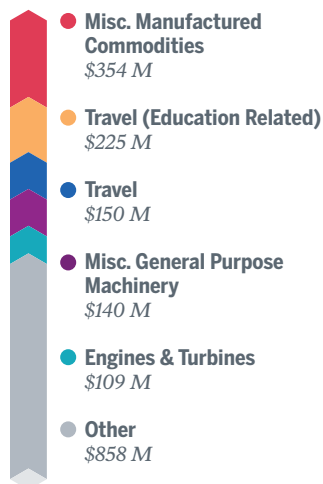 Misc. Manufactured
Commodities
$354 M
Travel (Education Related)
$225 M
Travel
$150 M
Misc. General Purpose
Machinery
$140 M
Engines & Turbines
$109 M
Other
$858 M